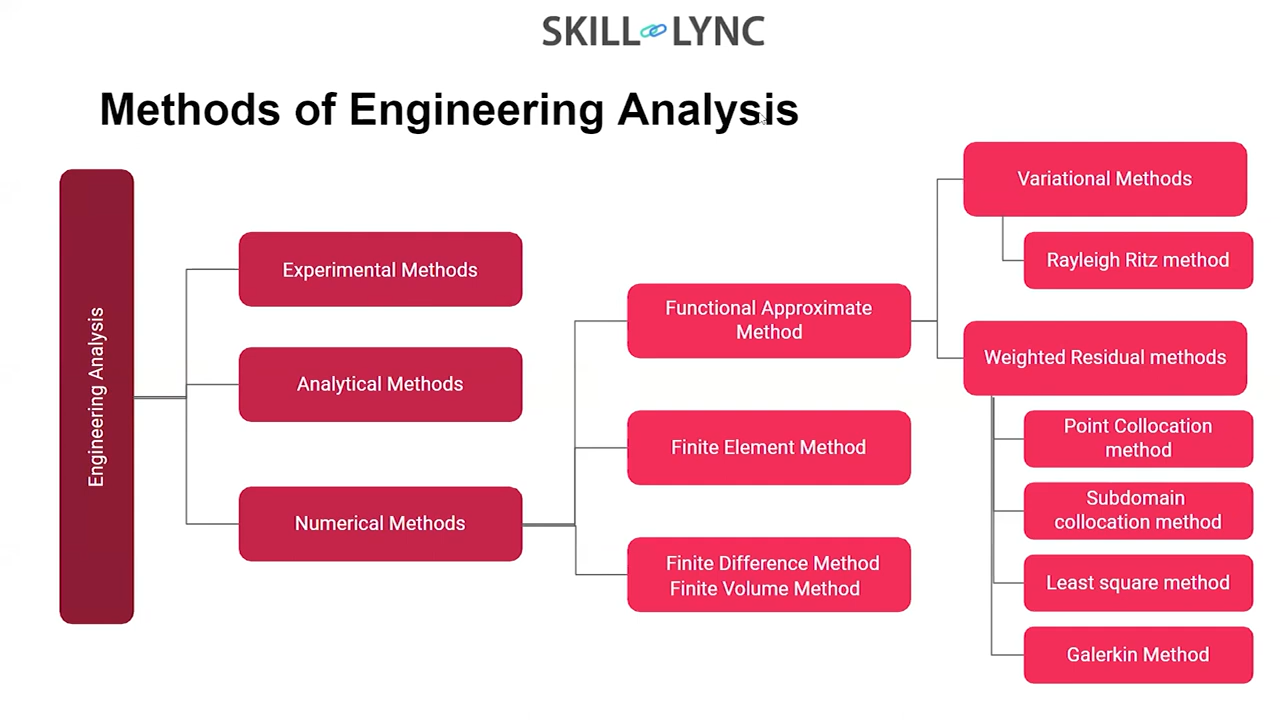 SKILL LYNC
Methods of Engineering Analysis
Engineering Analysis
Experimental Methods
Analytical Methods
Numerical Methods
Functional Approximate
Method
Finite Element Method
Finite Difference Method
Finite Volume Method
Variational Methods
Rayleigh Ritz method
Weighted Residual methods
Point Collocation
method
Subdomain
collocation method
Least square method
Galerkin Method